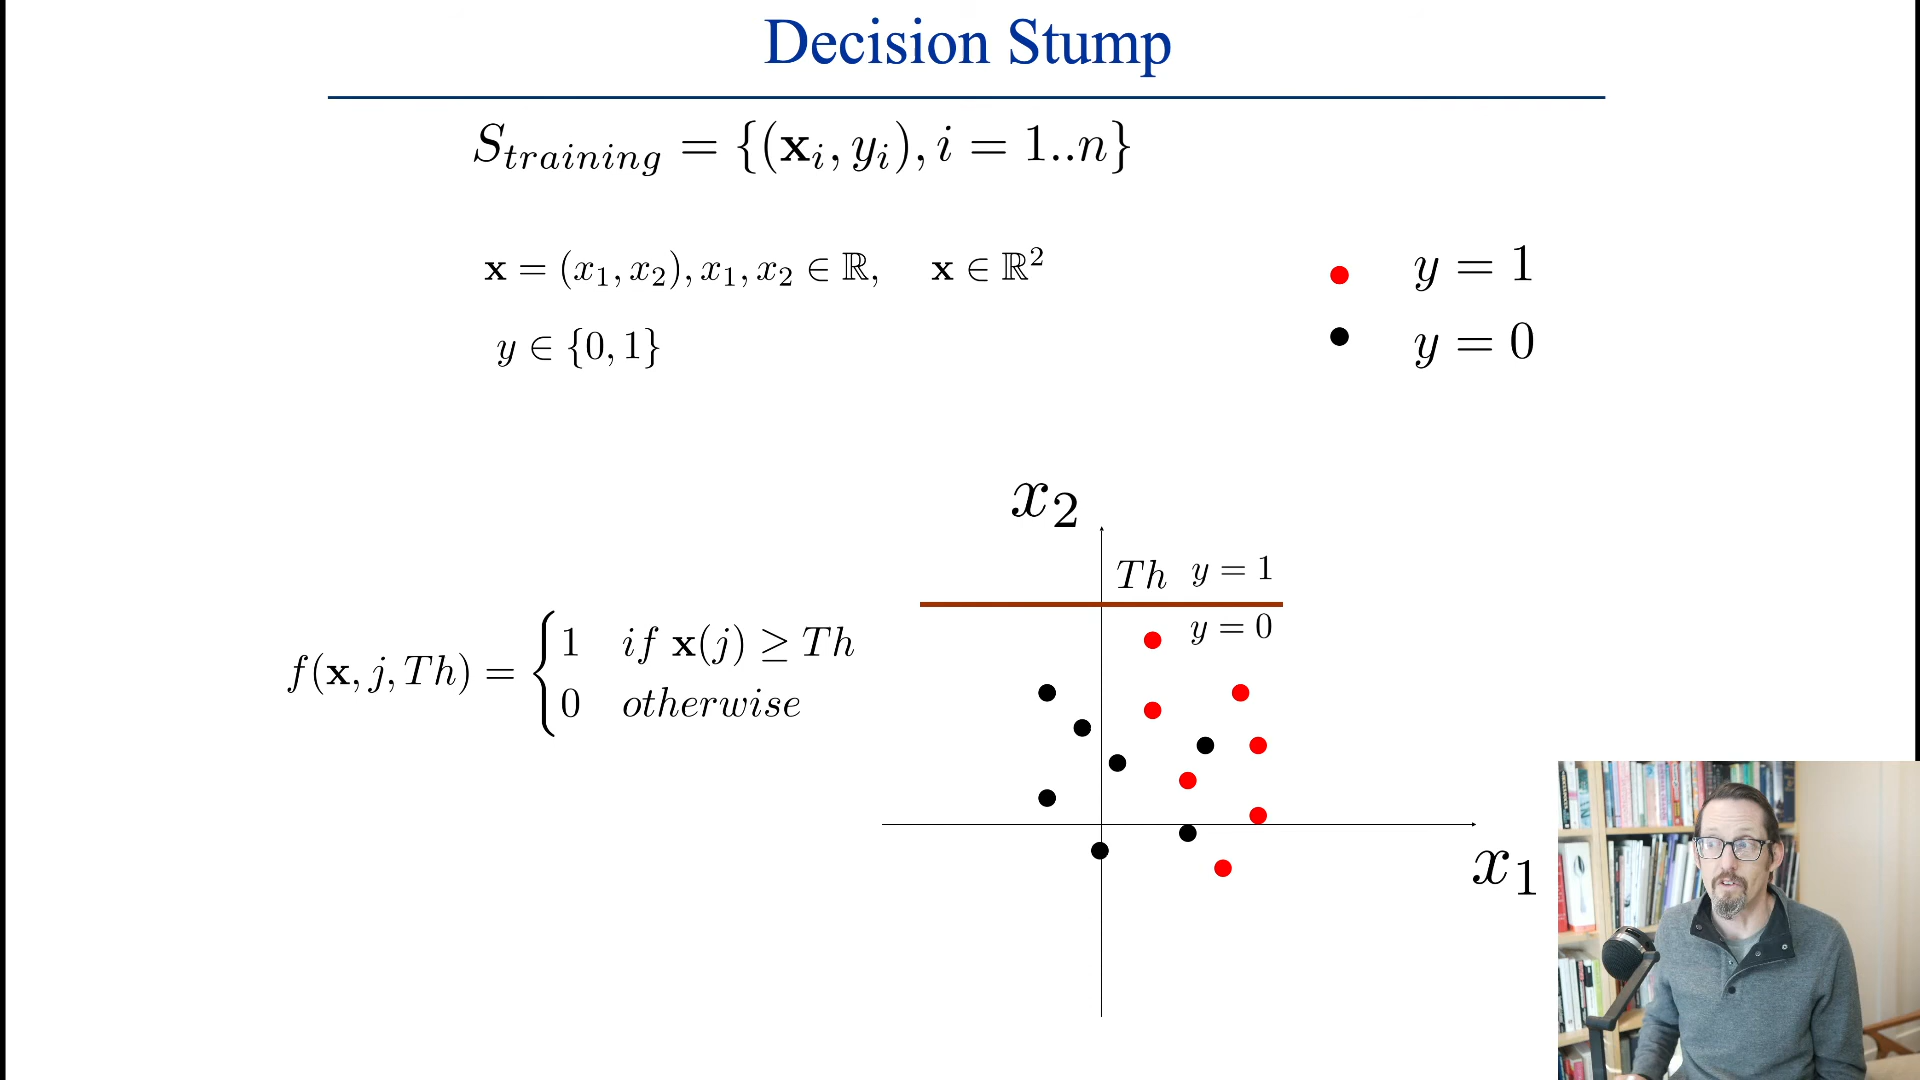 Decision Stump
S_{training} = {(x_i, y_i), i = 1..n}
x = (x_1, x_2), x_1, x_2 ∈ ℝ, x ∈ ℝ^2
y ∈ {0, 1}
y = 1
y = 0
x_2
Th y = 1
y = 0
f(x, j, Th) = { 1 if x(j) ≥ Th
0 otherwise
x_1